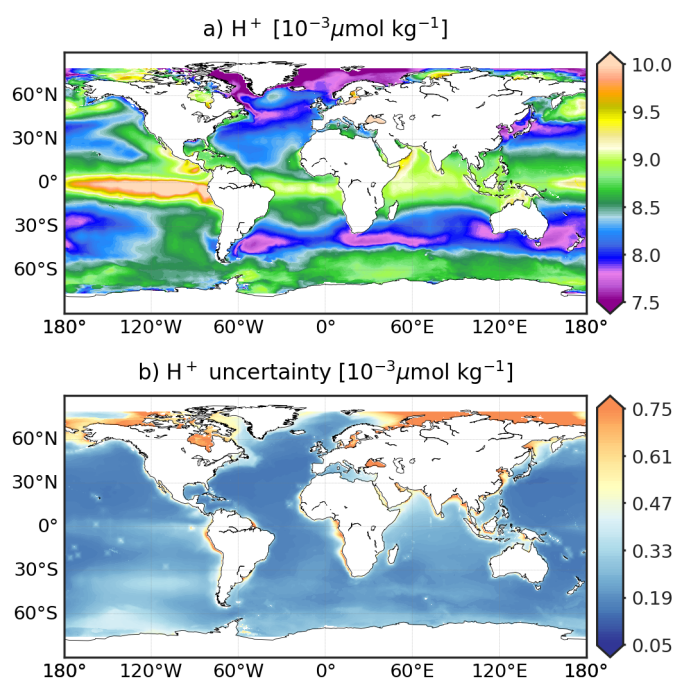 a) H⁺ [10⁻³μmol kg⁻¹]
60°N
30°N
0°
30°S
60°S
180° 120°W 60°W 0° 60°E 120°E 180°
10.0
9.5
9.0
8.5
8.0
7.5
b) H⁺ uncertainty [10⁻³μmol kg⁻¹]
60°N
30°N
0°
30°S
60°S
180° 120°W 60°W 0° 60°E 120°E 180°
0.75
0.61
0.47
0.33
0.19
0.05